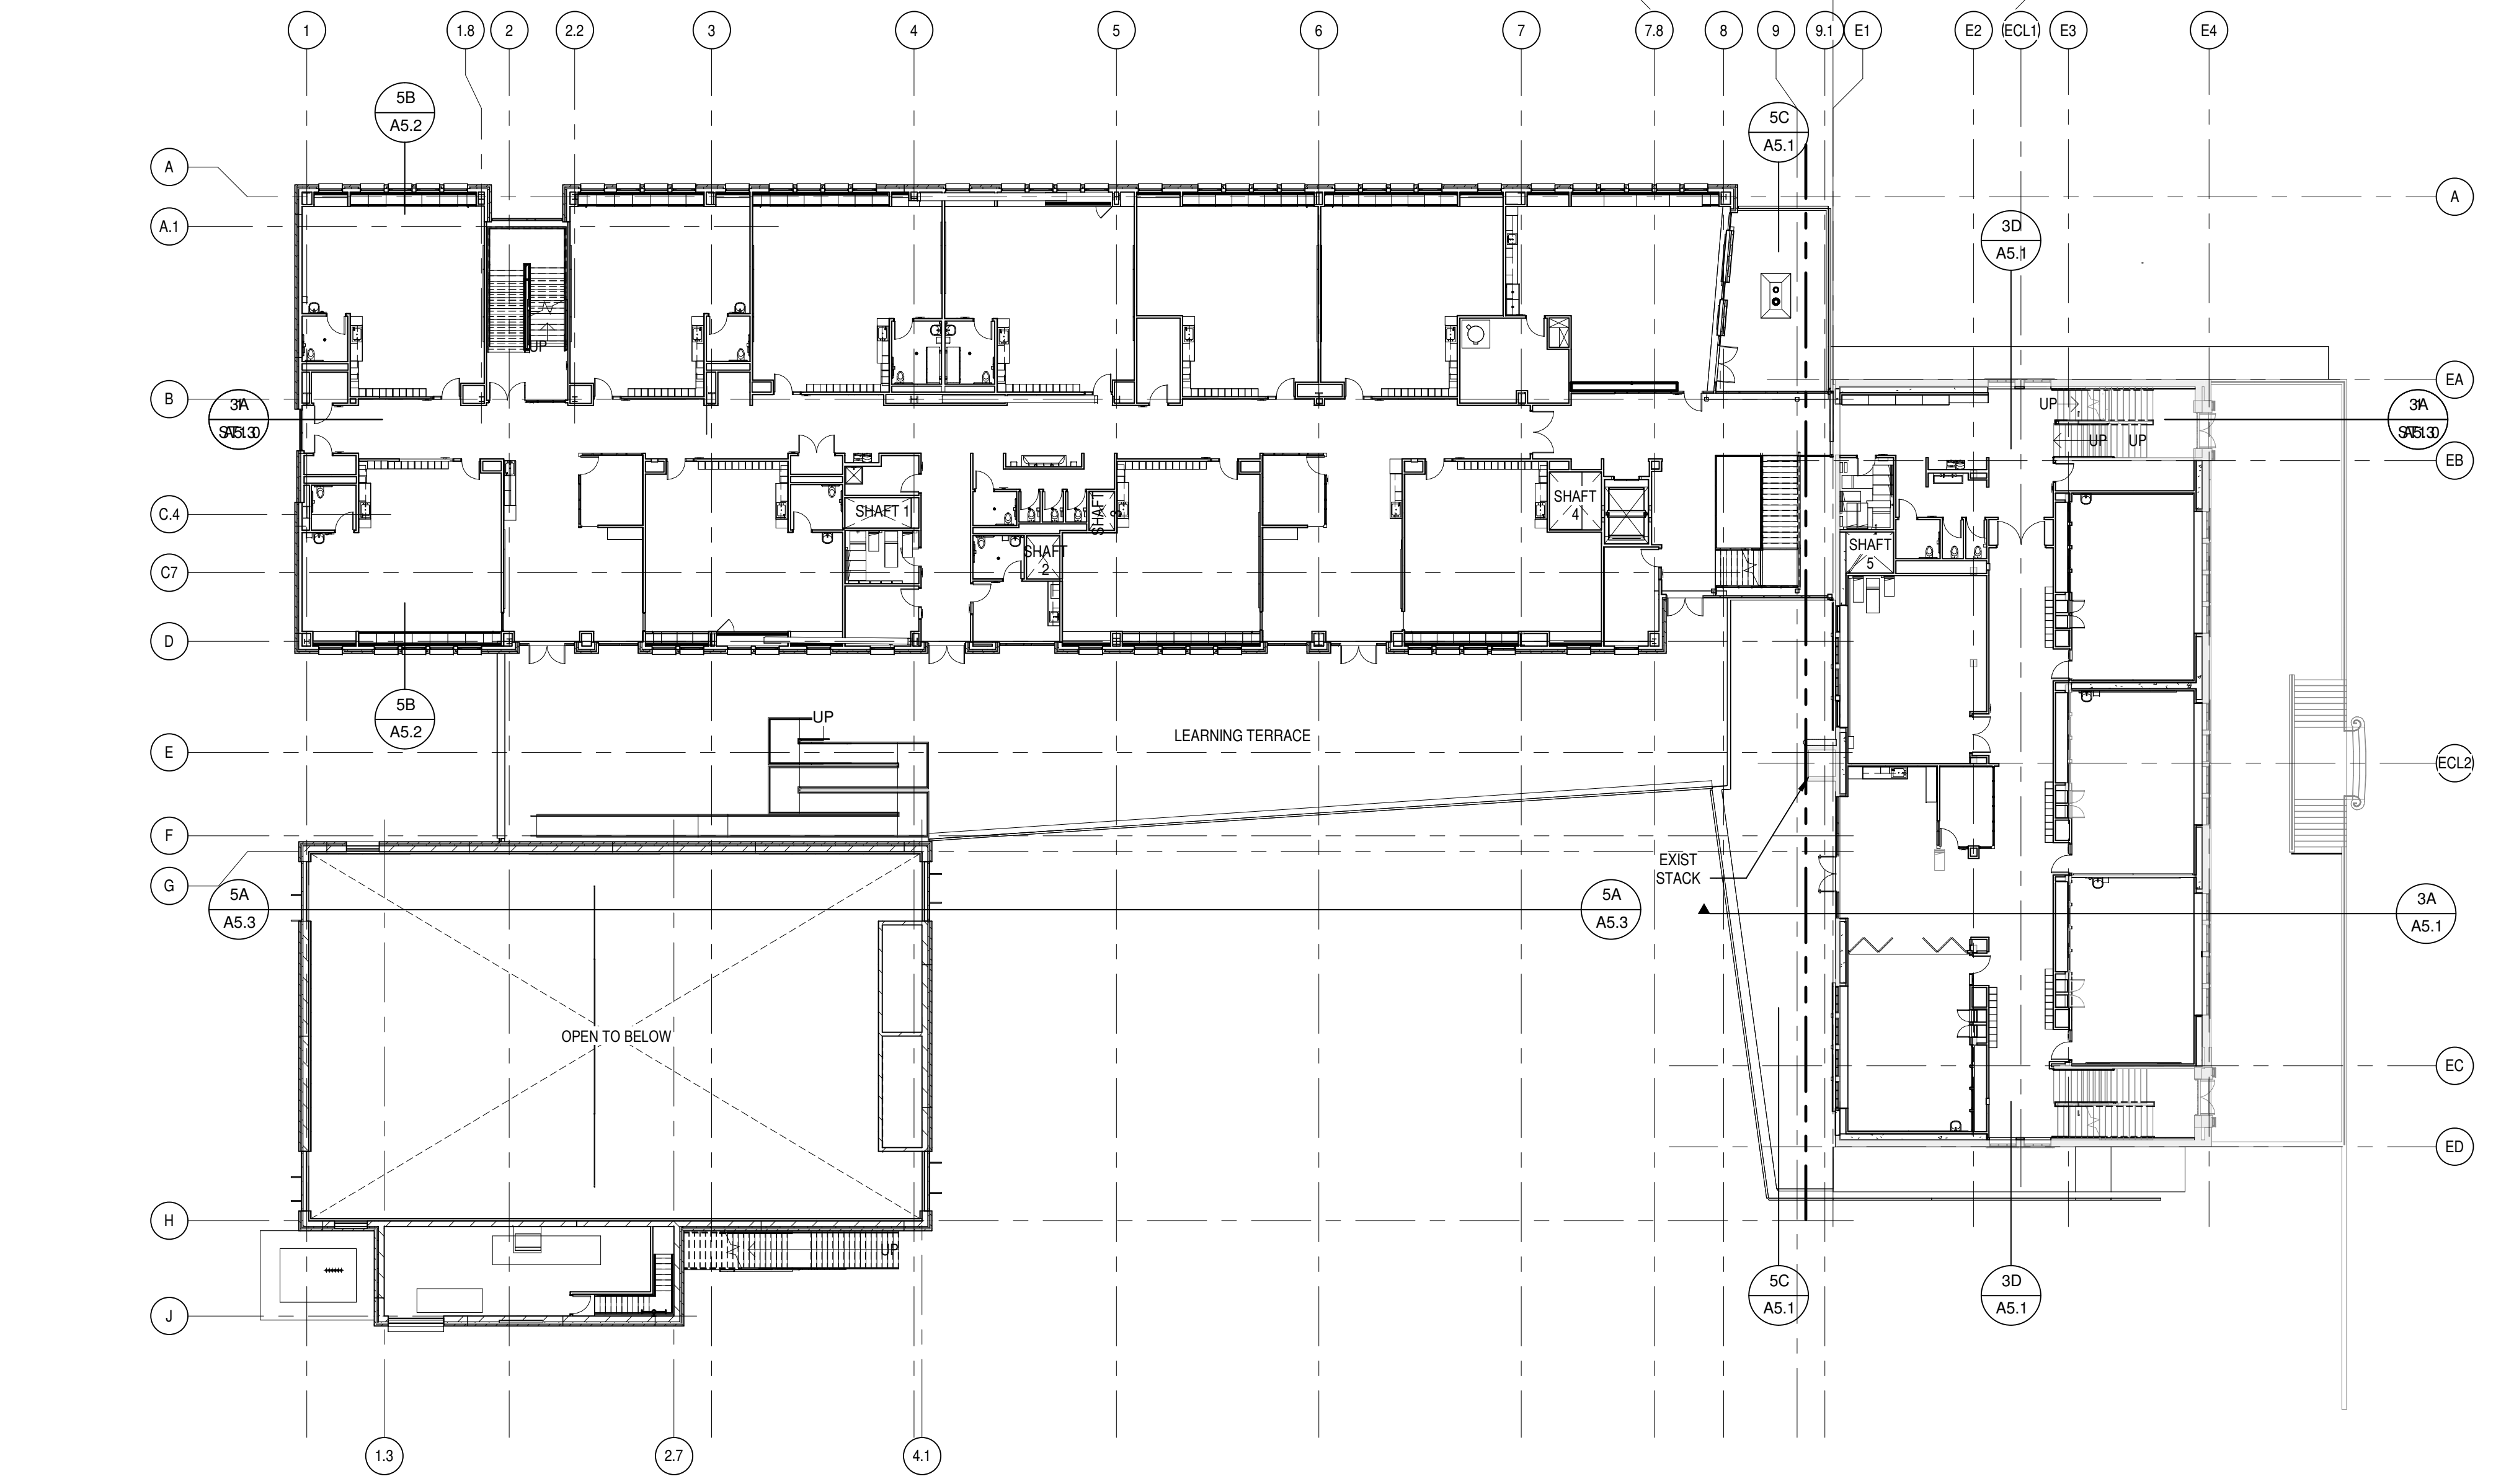 1
1.8
2
2.2
3
4
5
6
7
7.8
8
9
9.1
E1
E2
ECL1
E3
E4
5B
A5.2
5C
A5.1
A
A
A.1
3D
A5.1
UP
EA
B
3A
3A
UP
UP
UP
EB
C.4
SHAFT 1
SHAFT
3
SHAFT
4
SHAFT
2
SHAFT
5
C7
D
5B
A5.2
UP
LEARNING TERRACE
E
ECL2
F
EXIST
STACK
G
5A
A5.3
5A
A5.3
3A
A5.1
OPEN TO BELOW
EC
ED
H
UP
5C
A5.1
3D
A5.1
J
1.3
2.7
4.1